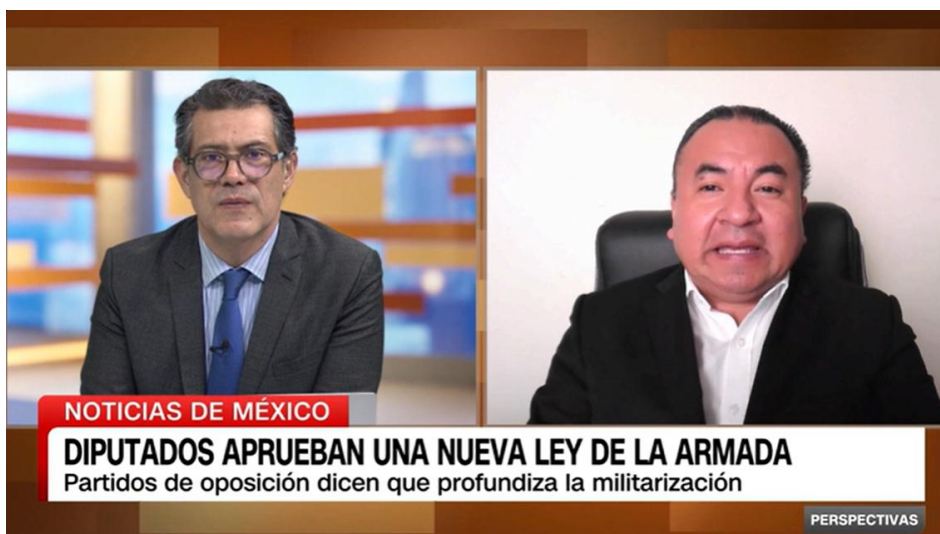 NOTICIAS DE MÉXICO
DIPUTADOS APRUEBAN UNA NUEVA LEY DE LA ARMADA
Partidos de oposición dicen que profundiza la militarización
PERSPECTIVAS